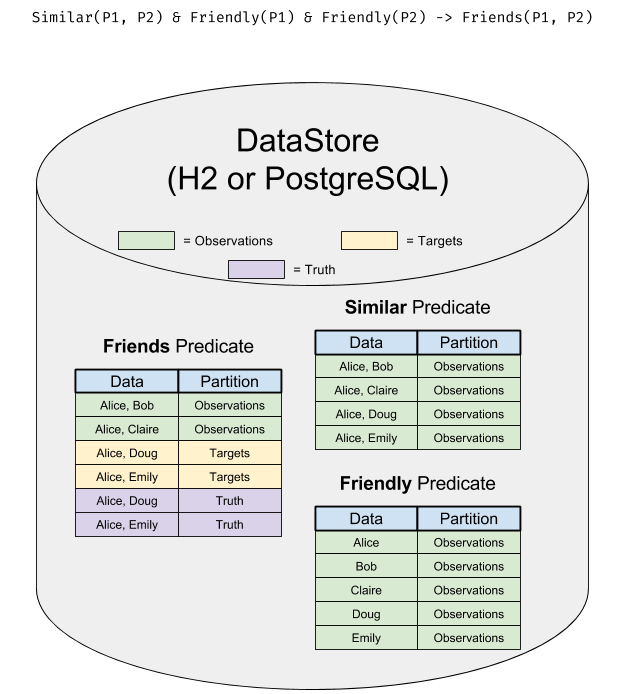 Similar(P1, P2) & Friendly(P1) & Friendly(P2) -> Friends(P1, P2)
DataStore
(H2 or PostgreSQL)
= Observations
= Targets
= Truth
Friends Predicate
Data Partition
Alice, Bob Observations
Alice, Claire Observations
Alice, Doug Targets
Alice, Emily Targets
Alice, Doug Truth
Alice, Emily Truth
Similar Predicate
Data Partition
Alice, Bob Observations
Alice, Claire Observations
Alice, Doug Observations
Alice, Emily Observations
Friendly Predicate
Data Partition
Alice Observations
Bob Observations
Claire Observations
Doug Observations
Emily Observations